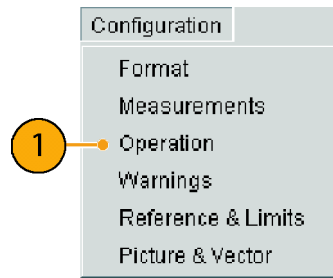 Configuration
Format
Measurements
1 Operation
Warnings
Reference & Limits
Picture & Vector